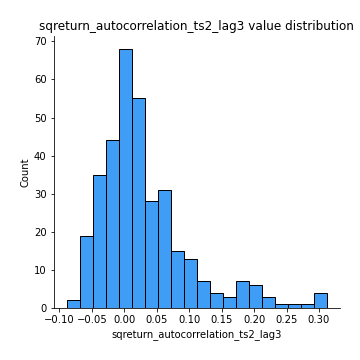 sqreturn_autocorrelation_ts2_lag3 value distribution
70
60
50
40
30
20
10
0
Count
−0.10 −0.05 0.00 0.05 0.10 0.15 0.20 0.25 0.30
sqreturn_autocorrelation_ts2_lag3